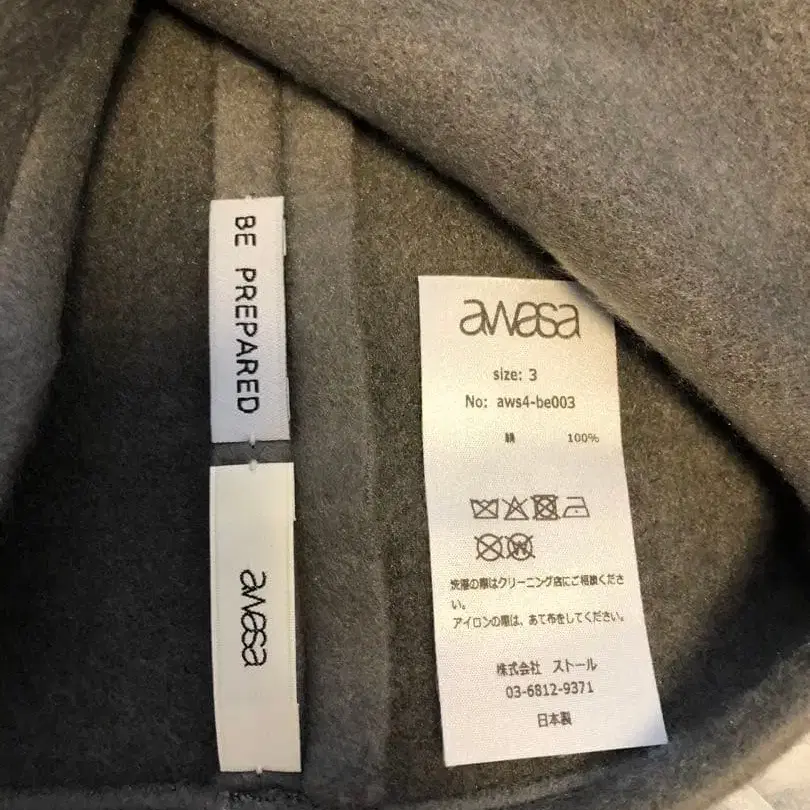 BE PREPARED
awasa
awasa
size: 3
No: aws4-be003
絹 100%
洗濯の際はクリーニング店にご相談くださ
い。
アイロンの際は、あて布をしてください。
株式会社 ストール
03-6812-9371
日本製